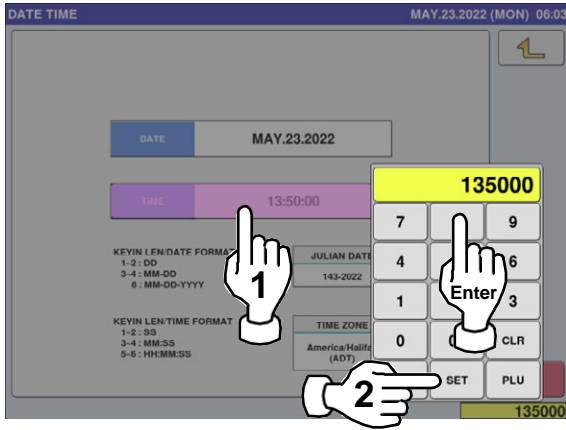 DATE TIME
MAY.23.2022 (MON) 06:03
DATE
MAY.23.2022
TIME
13:50:00
135000
7
9
4
6
1
3
0
CLR
SET
PLU
Enter
1
2
KEYIN LEN/DATE FORMAT
1-2 : DD
3-4 : MM-DD
8 : MM-DD-YYYY
JULIAN DATE
143-2022
KEYIN LEN/TIME FORMAT
1-2 : SS
3-4 : MM:SS
5-6 : HH:MM:SS
TIME ZONE
(ADT)
135000